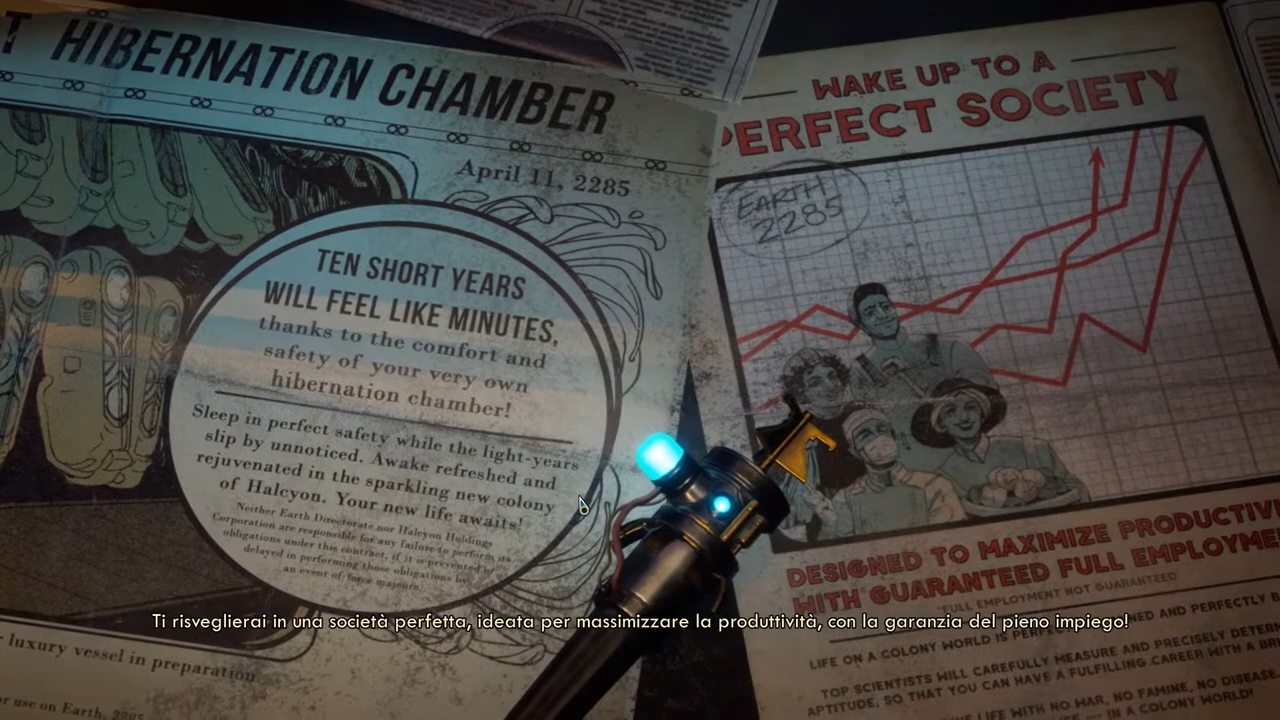 HIBERNATION CHAMBER
April 11, 2285
TEN SHORT YEARS
WILL FEEL LIKE MINUTES,
thanks to the comfort and
safety of your very own
hibernation chamber!
Sleep in perfect safety while the light-years
slip by unnoticed. Awake refreshed and
rejuvenated in the sparkling new colony
of Halcyon. Your new life awaits!
Neither Earth Directorate nor Halcyon Holdings
Corporation are responsible for any failure to perform its
obligations under this contract, if it is prevented or
delayed in performing those obligations by
an event of force majeure.
luxury vessel in preparation
use on Earth, 2285
WAKE UP TO A
PERFECT SOCIETY
EARTH
2285
DESIGNED TO MAXIMIZE PRODUCTIVI
WITH GUARANTEED FULL EMPLOYME
*FULL EMPLOYMENT NOT GUARANTEED
LIFE ON A COLONY WORLD IS AND PERFECTLY
TOP SCIENTISTS WILL CAREFULLY MEASURE AND PRECISELY
APTITUDE, SO THAT YOU CAN HAVE A FULFILLING CAREER WITH A
LIFE WITH NO WAR, NO FAMINE, NO DISEASE
IN A COLONY WORLD!
Ti risveglierai in una società perfetta, ideata per massimizzare la produttività, con la garanzia del pieno impiego!